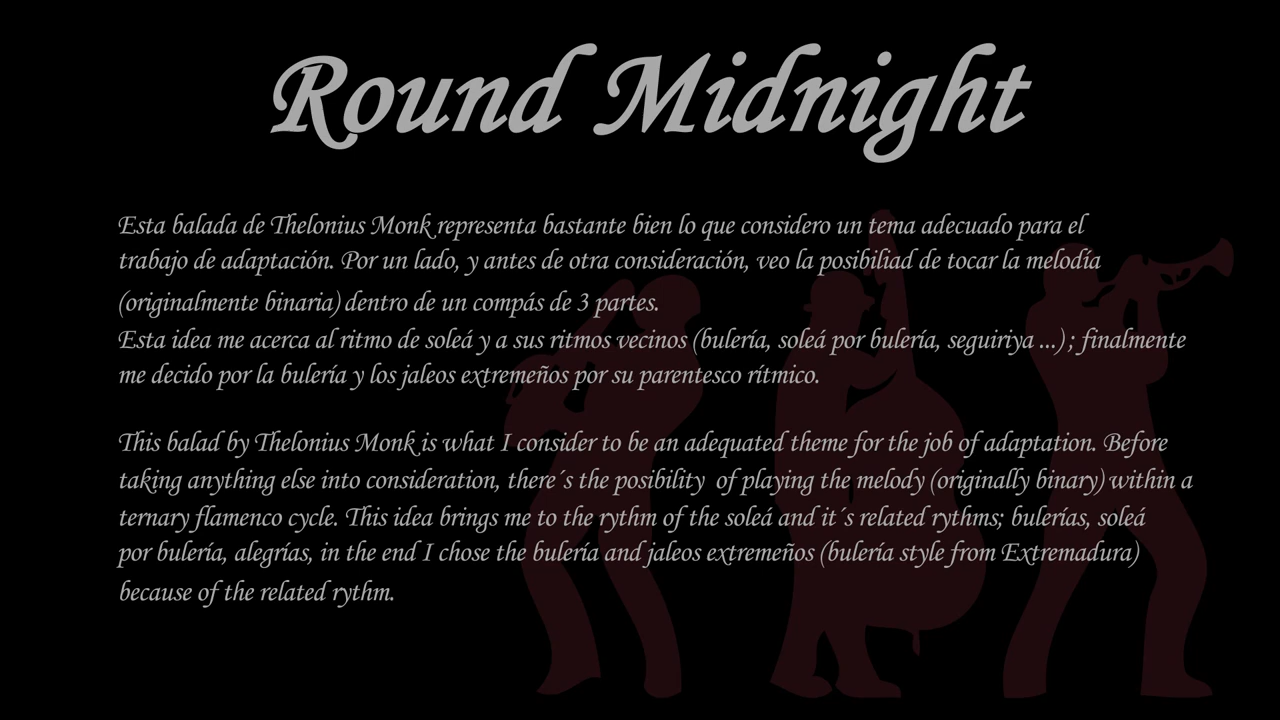 Round Midnight
Esta balada de Thelonius Monk representa bastante bien lo que considero un tema adecuado para el
trabajo de adaptación. Por un lado, y antes de otra consideración, veo la posibiliad de tocar la melodía
(originalmente binaria) dentro de un compás de 3 partes.
Esta idea me acerca al ritmo de soleá y a sus ritmos vecinos (bulería, soleá por bulería, seguiriya ...) ; finalmente
me decido por la bulería y los jaleos extremeños por su parentesco rítmico.
This balad by Thelonius Monk is what I consider to be an adequated theme for the job of adaptation. Before
taking anything else into consideration, there´s the posibility of playing the melody (originally binary) within a
ternary flamenco cycle. This idea brings me to the rythm of the soleá and it´s related rythms; bulerías, soleá
por bulería, alegrías, in the end I chose the bulería and jaleos extremeños (bulería style from Extremadura)
because of the related rythm.